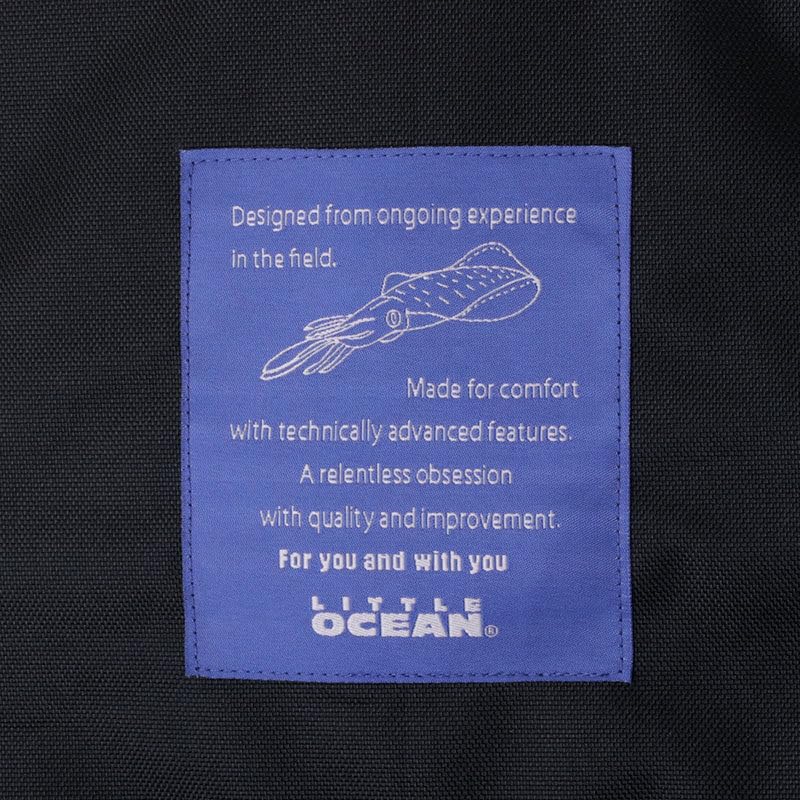 Designed from ongoing experience
in the field.
Made for comfort
with technically advanced features.
A relentless obsession
with quality and improvement.
For you and with you
LITTLE
OCEAN®